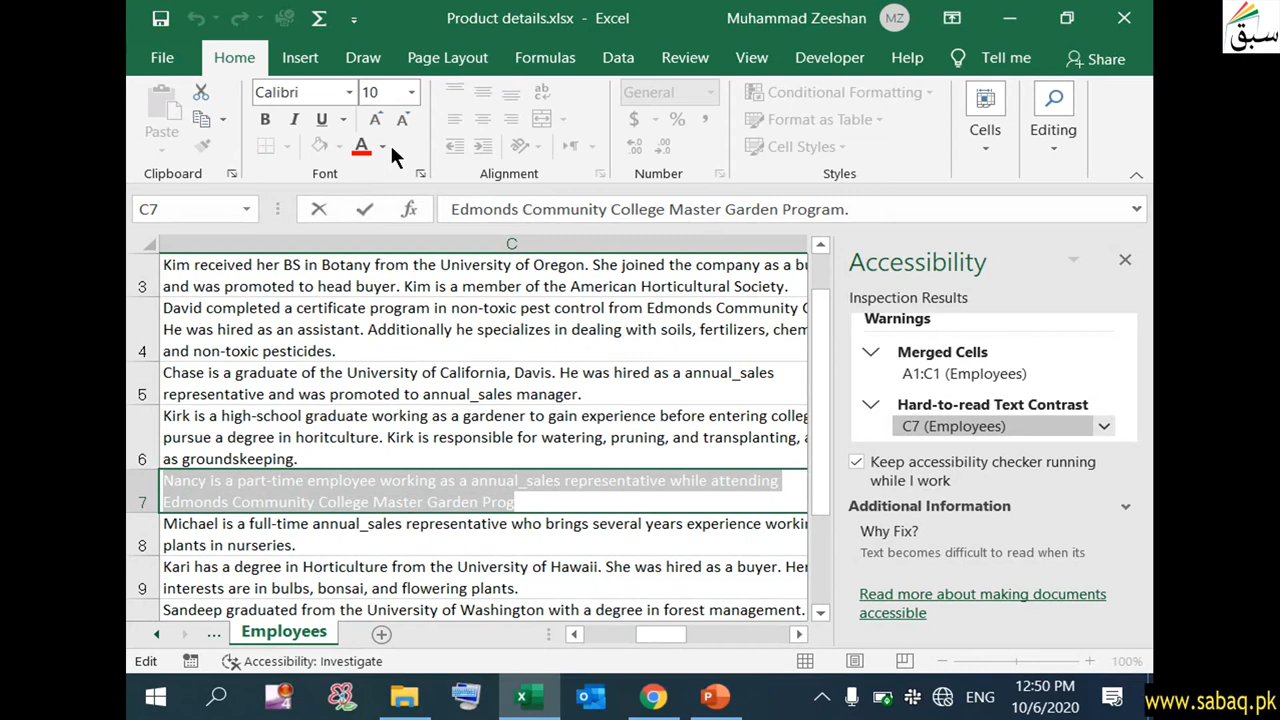 Product details.xlsx - Excel
Muhammad Zeeshan
MZ
File
Home
Insert
Draw
Page Layout
Formulas
Data
Review
View
Developer
Help
Tell me
Share
Paste
Clipboard
Calibri
10
B I U
A A
A
Font
ab
Alignment
General
$ % ,
Number
Conditional Formatting
Format as Table
Cell Styles
Styles
Cells
Editing
C7
fx
Edmonds Community College Master Garden Program.
C
3
Kim received her BS in Botany from the University of Oregon. She joined the company as a
and was promoted to head buyer. Kim is a member of the American Horticultural Society.
4
David completed a certificate program in non-toxic pest control from Edmonds Community
He was hired as an assistant. Additionally he specializes in dealing with soils, fertilizers,
and non-toxic pesticides.
5
Chase is a graduate of the University of California, Davis. He was hired as a annual_sales
representative and was promoted to annual_sales manager.
6
Kirk is a high-school graduate working as a gardener to gain experience before entering
pursue a degree in horitculture. Kirk is responsible for watering, pruning, and transplanting,
as groundskeeping.
7
Nancy is a part-time employee working as a annual_sales representative while attending
Edmonds Community College Master Garden Prog
8
Michael is a full-time annual_sales representative who brings several years experience
plants in nurseries.
9
Kari has a degree in Horticulture from the University of Hawaii. She was hired as a buyer.
interests are in bulbs, bonsai, and flowering plants.
Sandeep graduated from the University of Washington with a degree in forest management.
Accessibility
Inspection Results
Warnings
Merged Cells
A1:C1 (Employees)
Hard-to-read Text Contrast
C7 (Employees)
Keep accessibility checker running
while I work
Additional Information
Why Fix?
Text becomes difficult to read when its
Read more about making documents
accessible
...
Employees
Edit
Accessibility: Investigate
100%
ENG
12:50 PM
10/6/2020
سبق
www.sabaq.pk